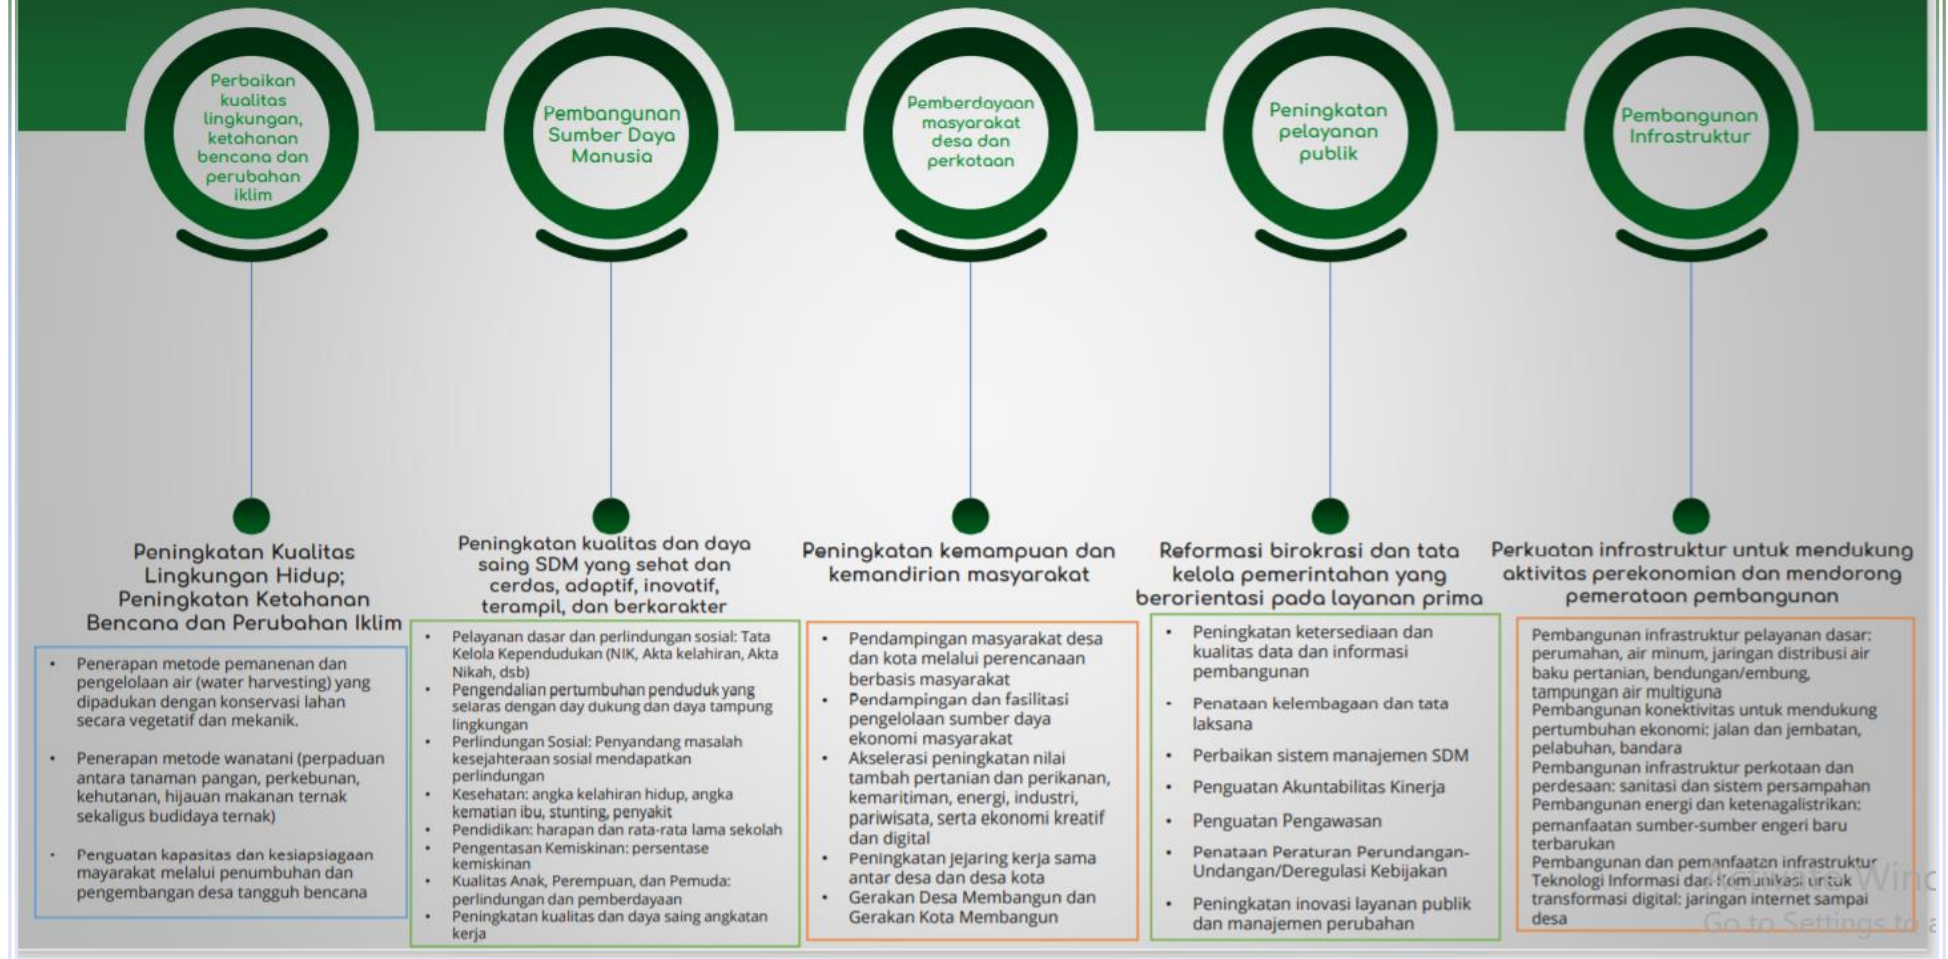 Perbaikan
kualitas
lingkungan,
ketahanan
bencana dan
perubahan
iklim
Pembangunan
Sumber Daya
Manusia
Pemberdayaan
masyarakat
desa dan
perkotaan
Peningkatan
pelayanan
publik
Pembangunan
Infrastruktur
Peningkatan Kualitas
Lingkungan Hidup;
Peningkatan Ketahanan
Bencana dan Perubahan Iklim
• Penerapan metode pemanenan dan
pengelolaan air (water harvesting) yang
dipadukan dengan konservasi lahan
secara vegetatif dan mekanik.
• Penerapan metode wanatani (perpaduan
antara tanaman pangan, perkebunan,
kehutanan, hijauan makanan ternak
sekaligus budidaya ternak)
• Penguatan kapasitas dan kesiapsiagaan
mayarakat melalui penumbuhan dan
pengembangan desa tangguh bencana
Peningkatan kualitas dan daya
saing SDM yang sehat dan
cerdas, adaptif, inovatif,
terampil, dan berkarakter
• Pelayanan dasar dan perlindungan sosial: Tata
Kelola Kependudukan (NIK, Akta kelahiran, Akta
Nikah, dsb)
• Pengendalian pertumbuhan penduduk yang
selaras dengan day dukung dan daya tampung
lingkungan
• Perlindungan Sosial: Penyandang masalah
kesejahteraan sosial mendapatkan
perlindungan
• Kesehatan: angka kelahiran hidup, angka
kematian ibu, stunting, penyakit
• Pendidikan: harapan dan rata-rata lama sekolah
• Pengentasan Kemiskinan: persentase
kemiskinan
• Kualitas Anak, Perempuan, dan Pemuda:
perlindungan dan pemberdayaan
• Peningkatan kualitas dan daya saing angkatan
kerja
Peningkatan kemampuan dan
kemandirian masyarakat
• Pendampingan masyarakat desa
dan kota melalui perencanaan
berbasis masyarakat
• Pendampingan dan fasilitasi
pengelolaan sumber daya
ekonomi masyarakat
• Akselerasi peningkatan nilai
tambah pertanian dan perikanan,
kemaritiman, energi, industri,
pariwisata, serta ekonomi kreatif
dan digital
• Peningkatan jejaring kerja sama
antar desa dan desa kota
• Gerakan Desa Membangun dan
Gerakan Kota Membangun
Reformasi birokrasi dan tata
kelola pemerintahan yang
berorientasi pada layanan prima
• Peningkatan ketersediaan dan
kualitas data dan informasi
pembangunan
• Penataan kelembagaan dan tata
laksana
• Perbaikan sistem manajemen SDM
• Penguatan Akuntabilitas Kinerja
• Penguatan Pengawasan
• Penataan Peraturan Perundangan-
Undangan/Deregulasi Kebijakan
• Peningkatan inovasi layanan publik
dan manajemen perubahan
Perkuatan infrastruktur untuk mendukung
aktivitas perekonomian dan mendorong
pemerataan pembangunan
Pembangunan infrastruktur pelayanan dasar:
perumahan, air minum, jaringan distribusi air
baku pertanian, bendungan/embung,
tampungan air multiguna
Pembangunan konektivitas untuk mendukung
pertumbuhan ekonomi: jalan dan jembatan,
pelabuhan, bandara
Pembangunan infrastruktur perkotaan dan
perdesaan: sanitasi dan sistem persampahan
Pembangunan energi dan ketenagalistrikan:
pemanfaatan sumber-sumber engeri baru
terbarukan
Pembangunan dan pemanfaatan infrastruktur
Teknologi Informasi dan Komunikasi untuk
transformasi digital: jaringan internet sampai
desa
Activate Winc
Go to Settings to a